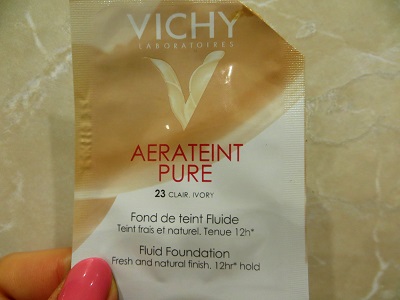 VICHY
LABORATOIRES
AERATEINT
PURE
23 CLAIR. IVORY
Fond de teint Fluide
Teint frais et naturel. Tenue 12h*
Fluid Foundation
Fresh and natural finish. 12hr* hold